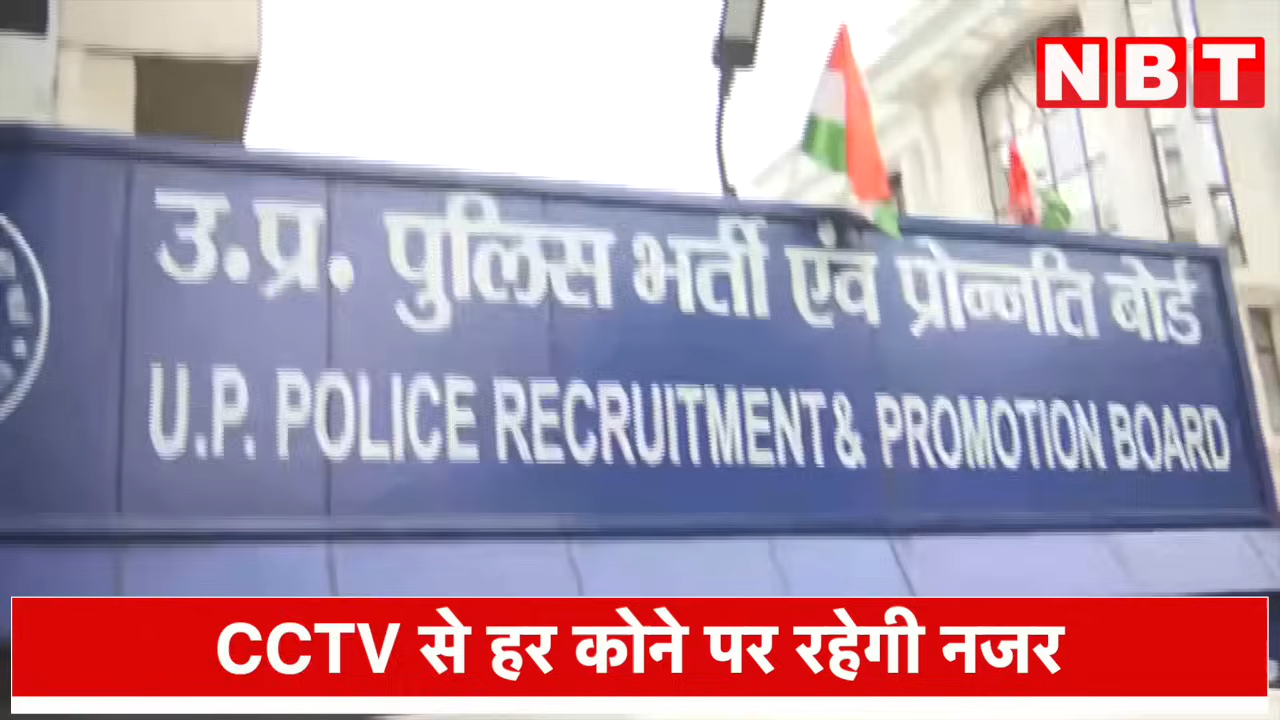 NBT
उ.प्र. पुलिस भर्ती एंव प्रोन्नति बोर्ड
U.P. POLICE RECRUITMENT & PROMOTION BOARD
CCTV से हर कोने पर रहेगी नजर